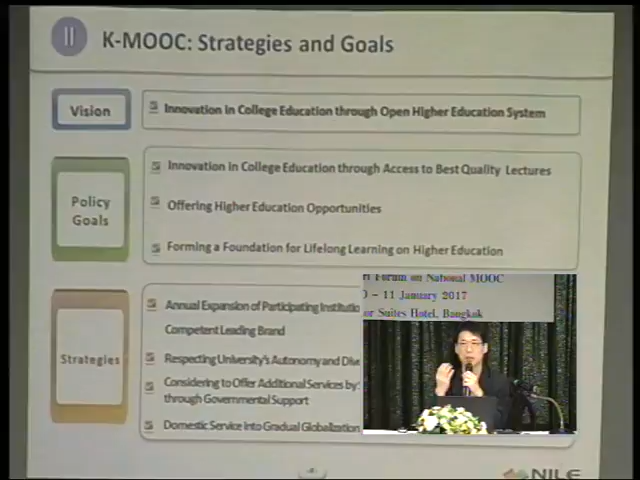 II
K-MOOC: Strategies and Goals
Vision
Innovation in College Education through Open Higher Education System
Policy
Goals
Innovation in College Education through Access to Best Quality Lectures
Offering Higher Education Opportunities
Forming a Foundation for Lifelong Learning on Higher Education
Strategies
Annual Expansion of Participating
Competent Leading Brand
Respecting University's Autonomy and
Considering to Offer Additional Services by
through Governmental Support
Domestic Service into Gradual Globalization
Forum on National MOOC
- 11 January 2017
Suites Hotel, Bangkok
NILE